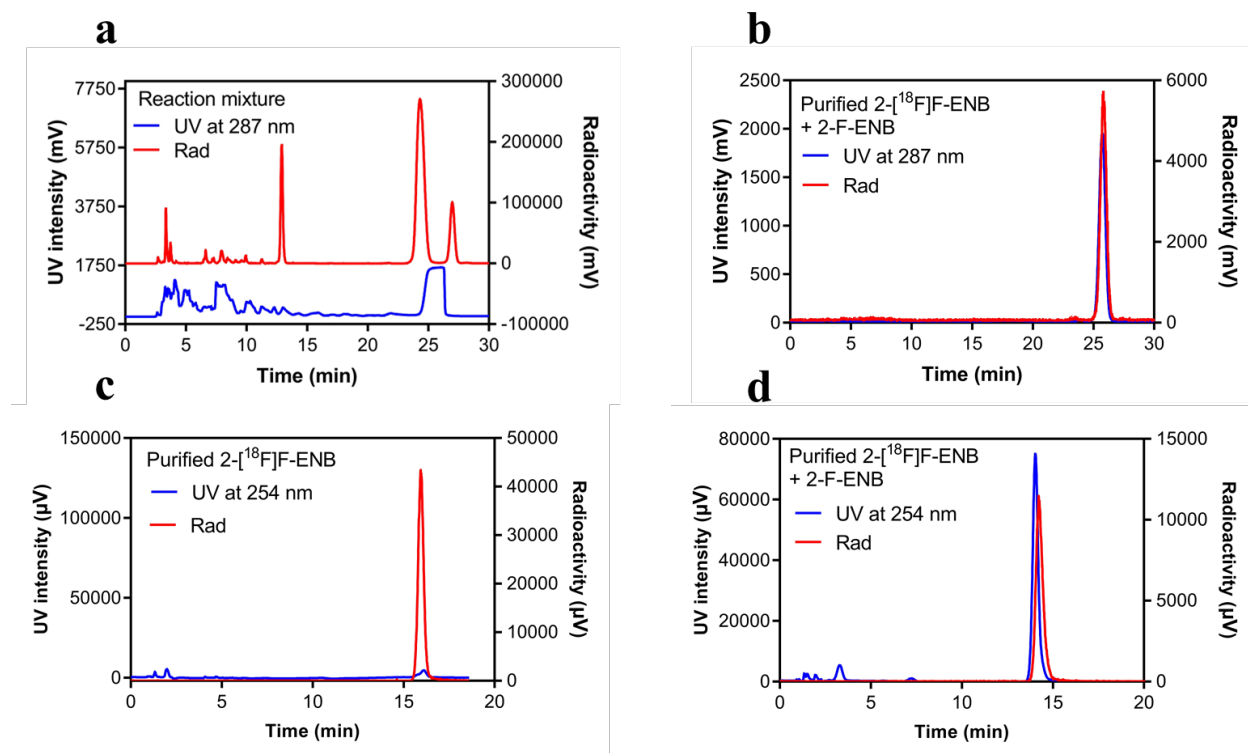 a
Reaction mixture
UV at 287 nm
Rad
UV intensity (mV)
7750
5750
3750
1750
-250
Radioactivity (mV)
300000
200000
100000
0
-100000
0 5 10 15 20 25 30
Time (min)
b
Purified 2-[¹⁸F]F-ENB
+ 2-F-ENB
UV at 287 nm
Rad
UV intensity (mV)
2500
2000
1500
1000
500
0
Radioactivity (mV)
6000
4000
2000
0
0 5 10 15 20 25 30
Time (min)
c
Purified 2-[¹⁸F]F-ENB
UV at 254 nm
Rad
UV intensity (µV)
150000
100000
50000
0
Radioactivity (µV)
50000
40000
30000
20000
10000
0
0 5 10 15 20
Time (min)
d
Purified 2-[¹⁸F]F-ENB
+ 2-F-ENB
UV at 254 nm
Rad
UV intensity (µV)
80000
60000
40000
20000
0
Radioactivity (µV)
15000
10000
5000
0
0 5 10 15 20
Time (min)